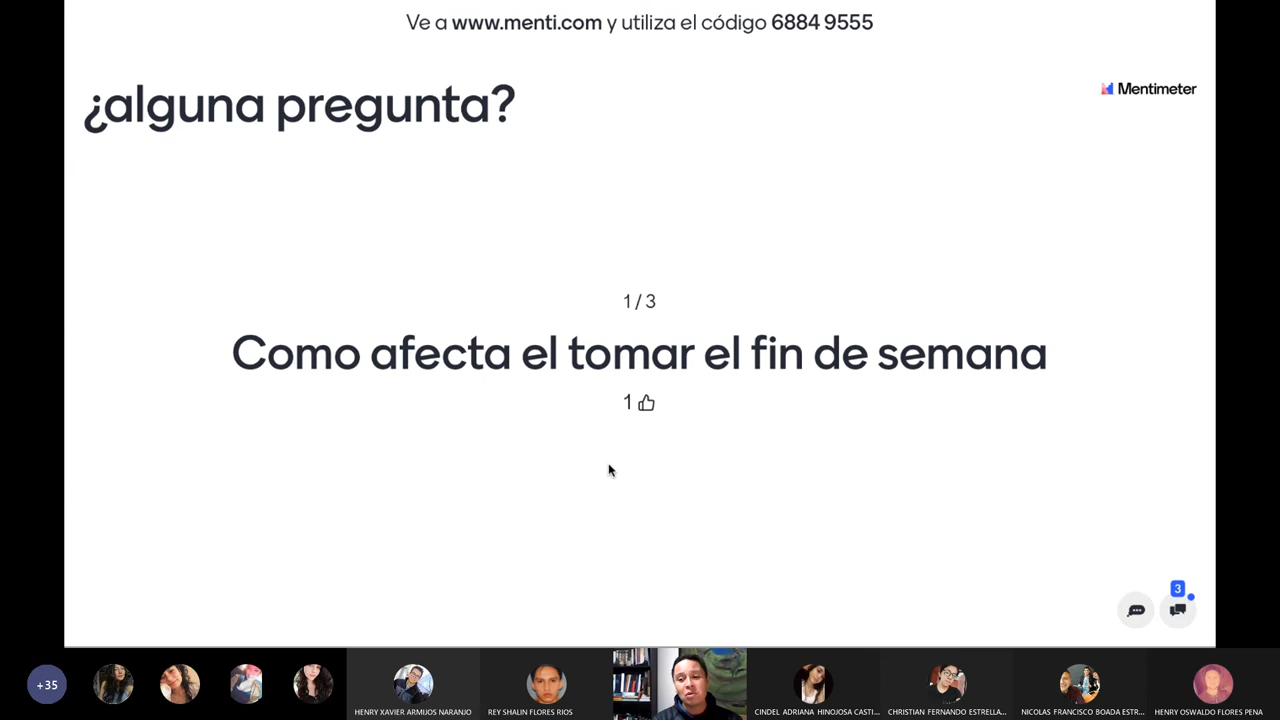 Ve a www.menti.com y utiliza el código 6884 9555
¿alguna pregunta?
Mentimeter
1 / 3
Como afecta el tomar el fin de semana
1
3
+35
HENRY XAVIER ARMIJOS NARANJO
REY SHALIN FLORES RIOS
CINDEL ADRIANA HINOJOSA CASTI...
CHRISTIAN FERNANDO ESTRELLA...
NICOLAS FRANCISCO BOADA ESTR...
HENRY OSWALDO FLORES PENA